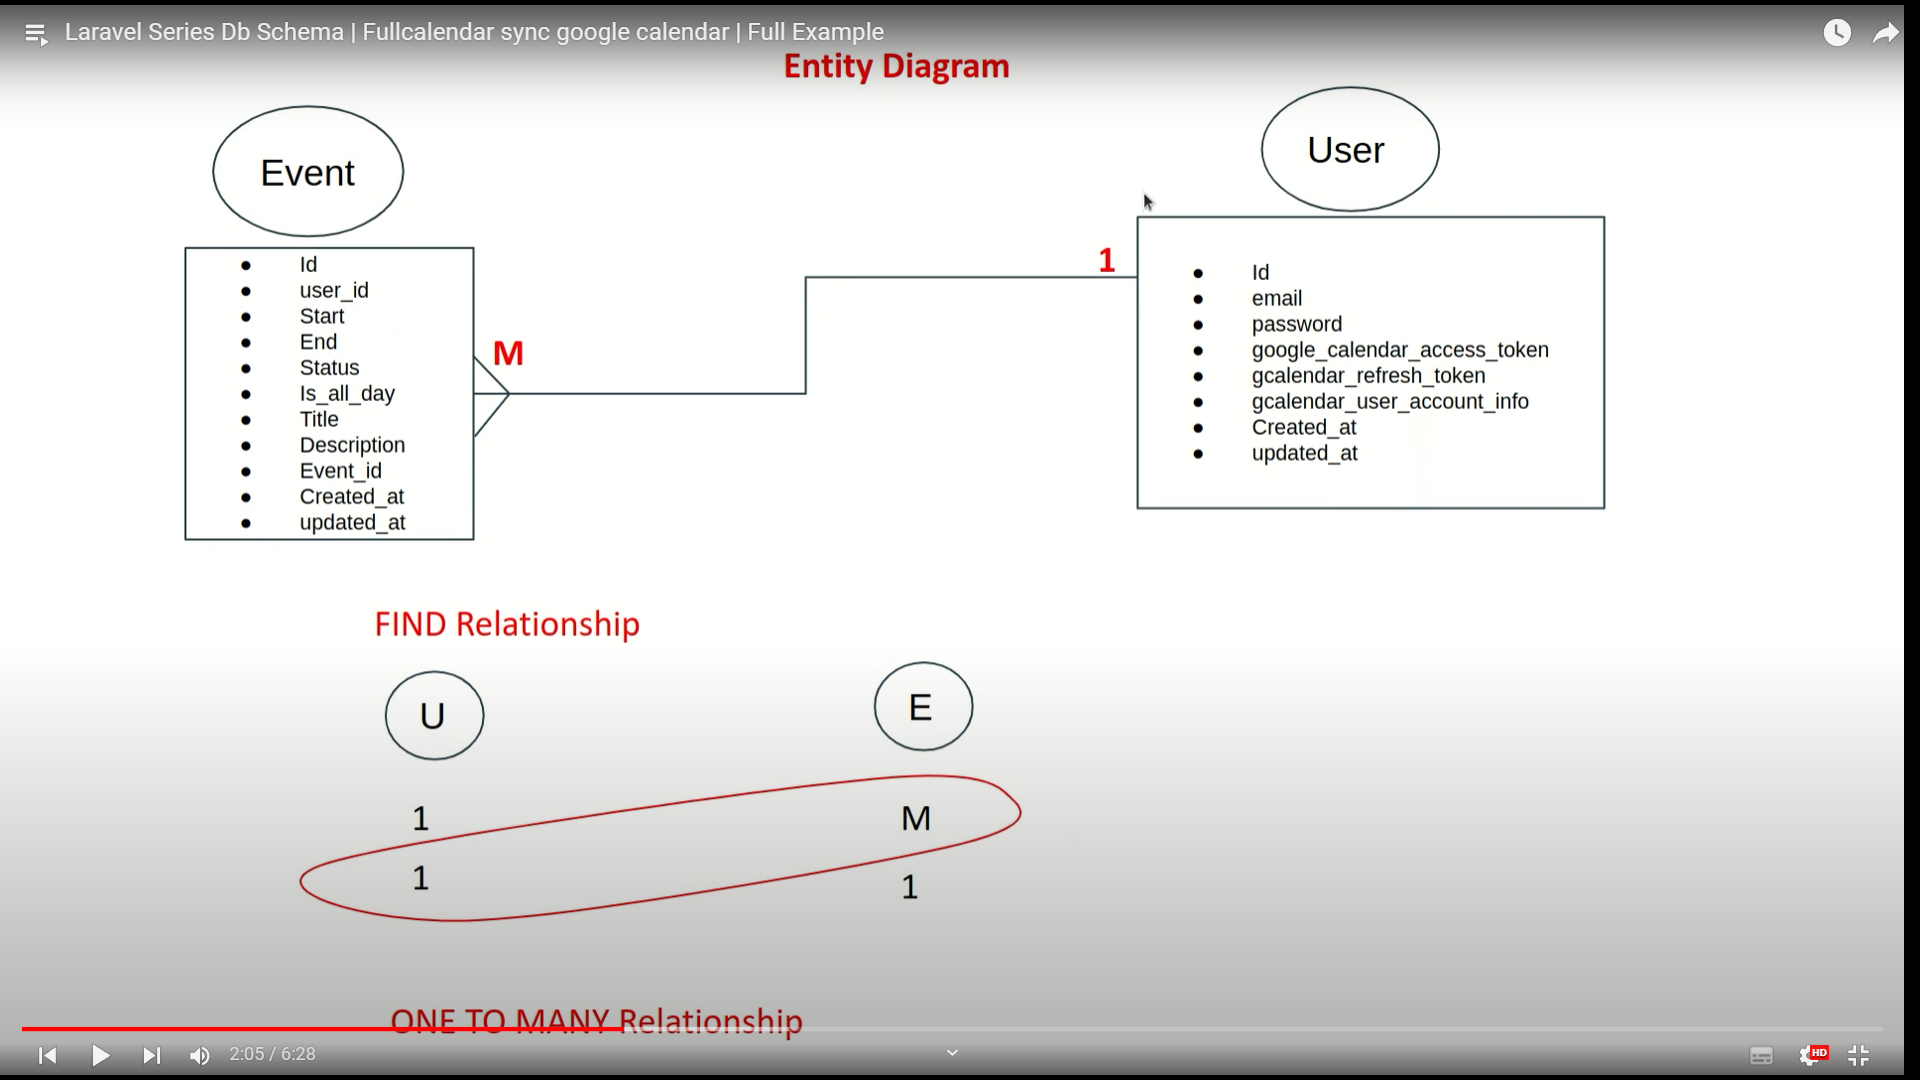 Laravel Series Db Schema | Fullcalendar sync google calendar | Full Example
Entity Diagram
Event
User
Id
user_id
Start
End
Status
Is_all_day
Title
Description
Event_id
Created_at
updated_at
M
1
Id
email
password
google_calendar_access_token
gcalendar_refresh_token
gcalendar_user_account_info
Created_at
updated_at
FIND Relationship
U E
1 M
1 1
ONE TO MANY Relationship
2:05 / 6:28
HD